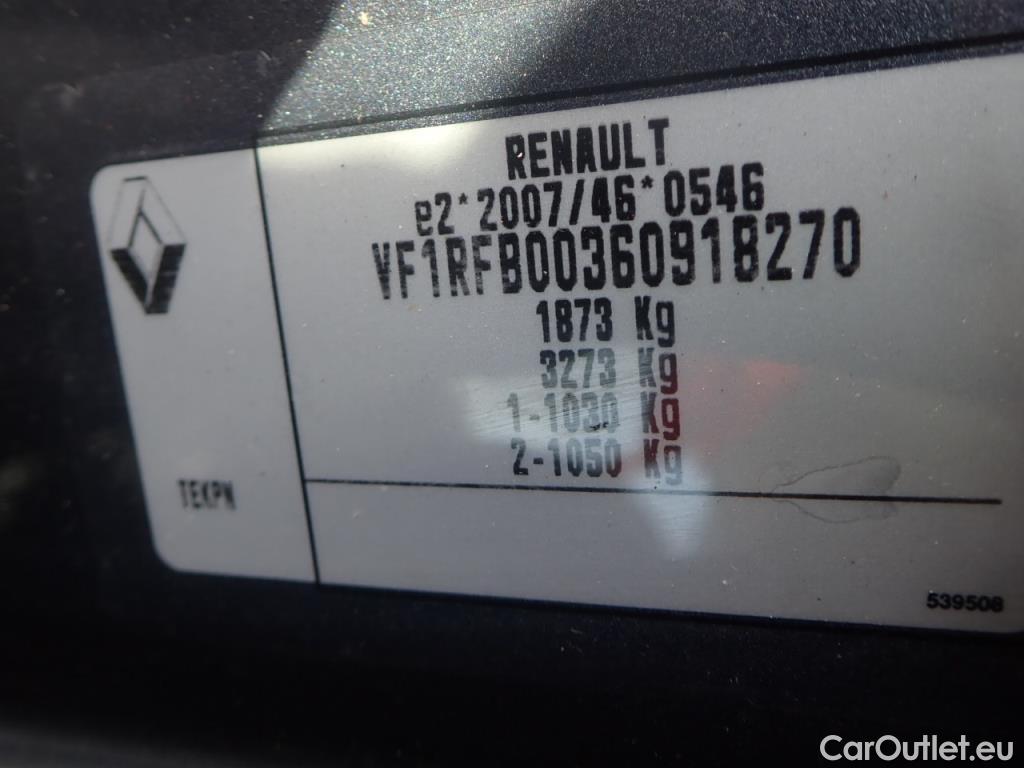 RENAULT
e2*2007/46*0546
VF1RFB00360918270
1873 Kg
3273 Kg
1-1030 Kg
2-1050 Kg
TEKPN
539508
CarOutlet.eu